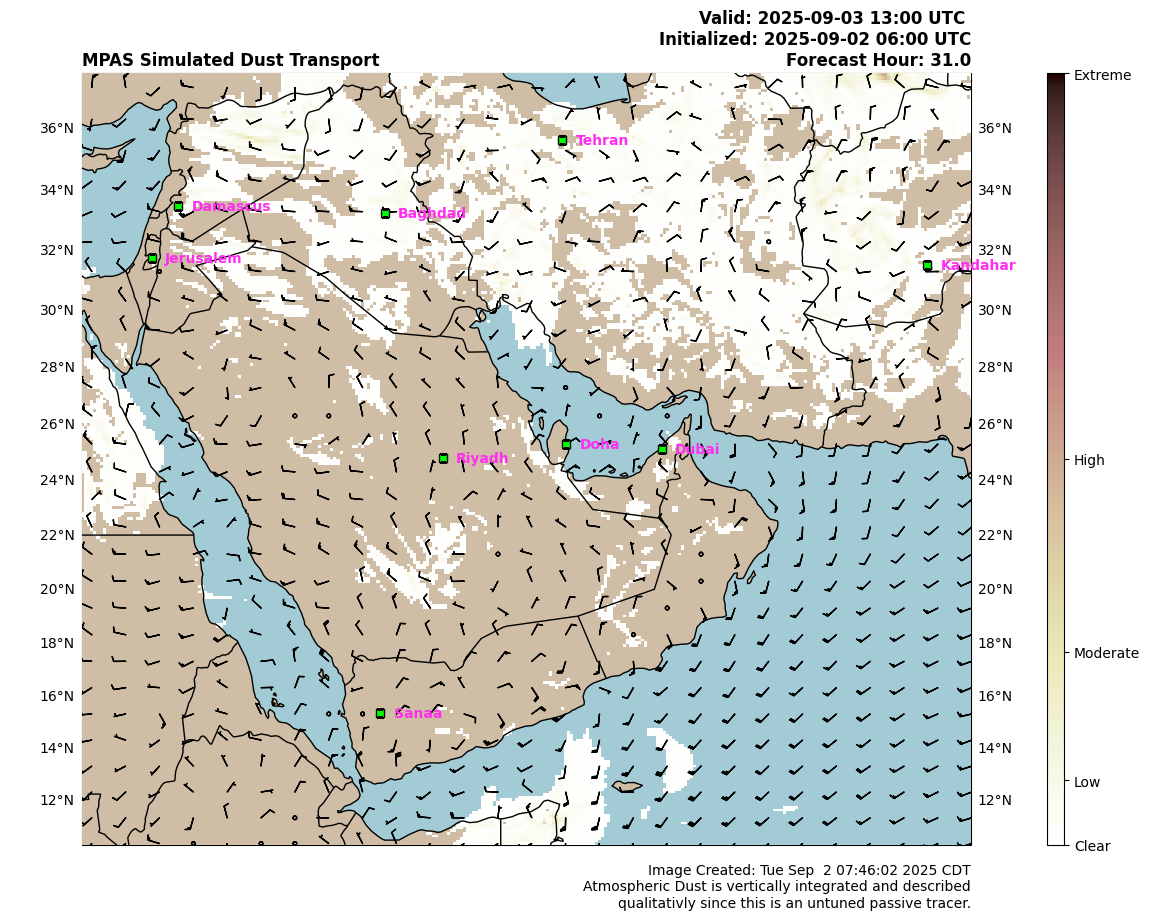 Valid: 2025-09-03 13:00 UTC
Initialized: 2025-09-02 06:00 UTC
MPAS Simulated Dust Transport Forecast Hour: 31.0
Extreme
36°N 36°N
Tehran
34°N 34°N
Damascus
Baghdad
32°N 32°N
Jerusalem
Kandahar
30°N 30°N
28°N 28°N
26°N 26°N
Doha
Dubai
Riyadh
High
24°N 24°N
22°N 22°N
20°N 20°N
18°N 18°N
Moderate
16°N 16°N
Sanaa
14°N 14°N
Low
12°N 12°N
Clear
Image Created: Tue Sep  2 07:46:02 2025 CDT
Atmospheric Dust is vertically integrated and described
qualitativly since this is an untuned passive tracer.